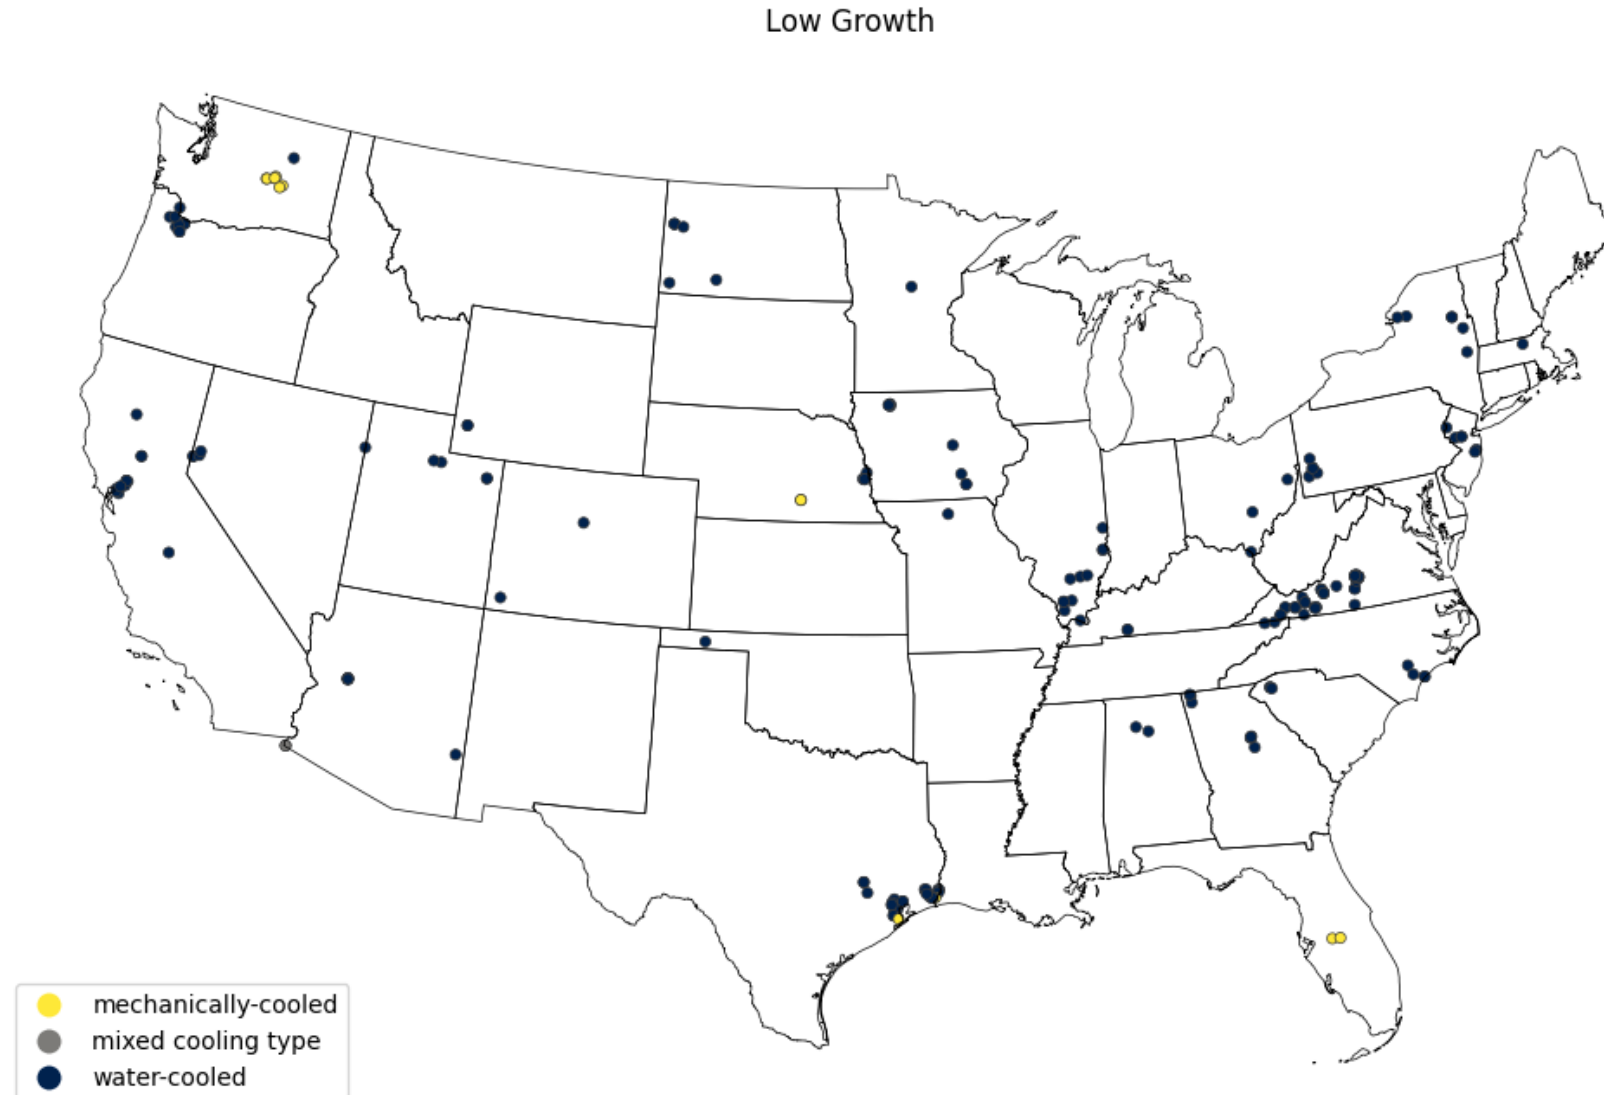 Low Growth
mechanically-cooled
mixed cooling type
water-cooled